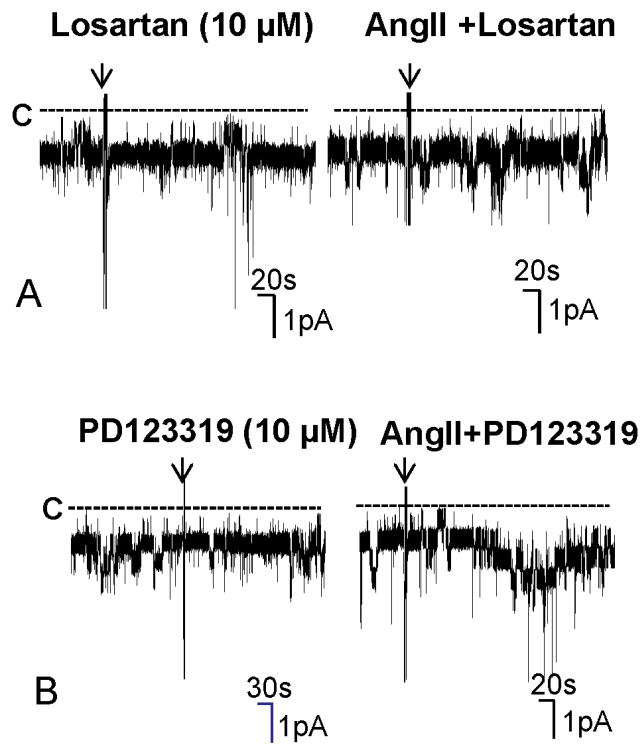 Losartan (10 µM) AngII +Losartan
C
20s 20s
A 1pA 1pA
PD123319 (10 µM) AngII+PD123319
C
30s 20s
B 1pA 1pA